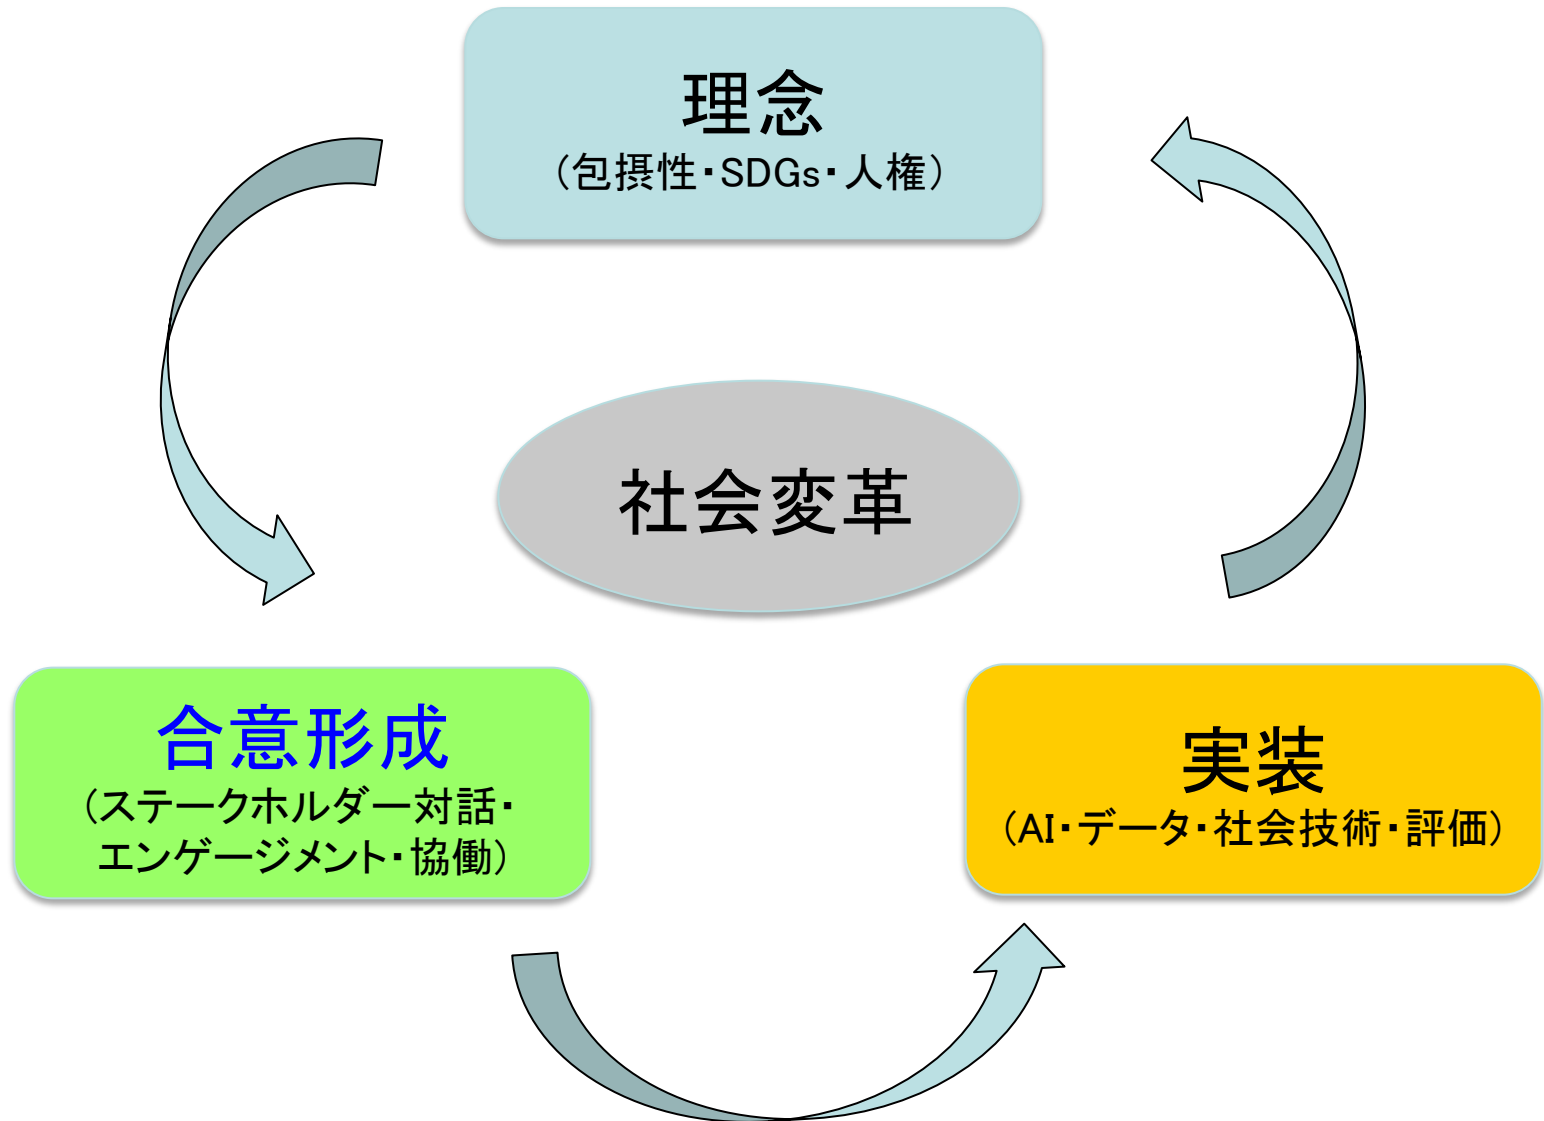 理念
(包摂性・SDGs・人権)
社会変革
合意形成
(ステークホルダー対話・
エンゲージメント・協働)
実装
(AI・データ・社会技術・評価)